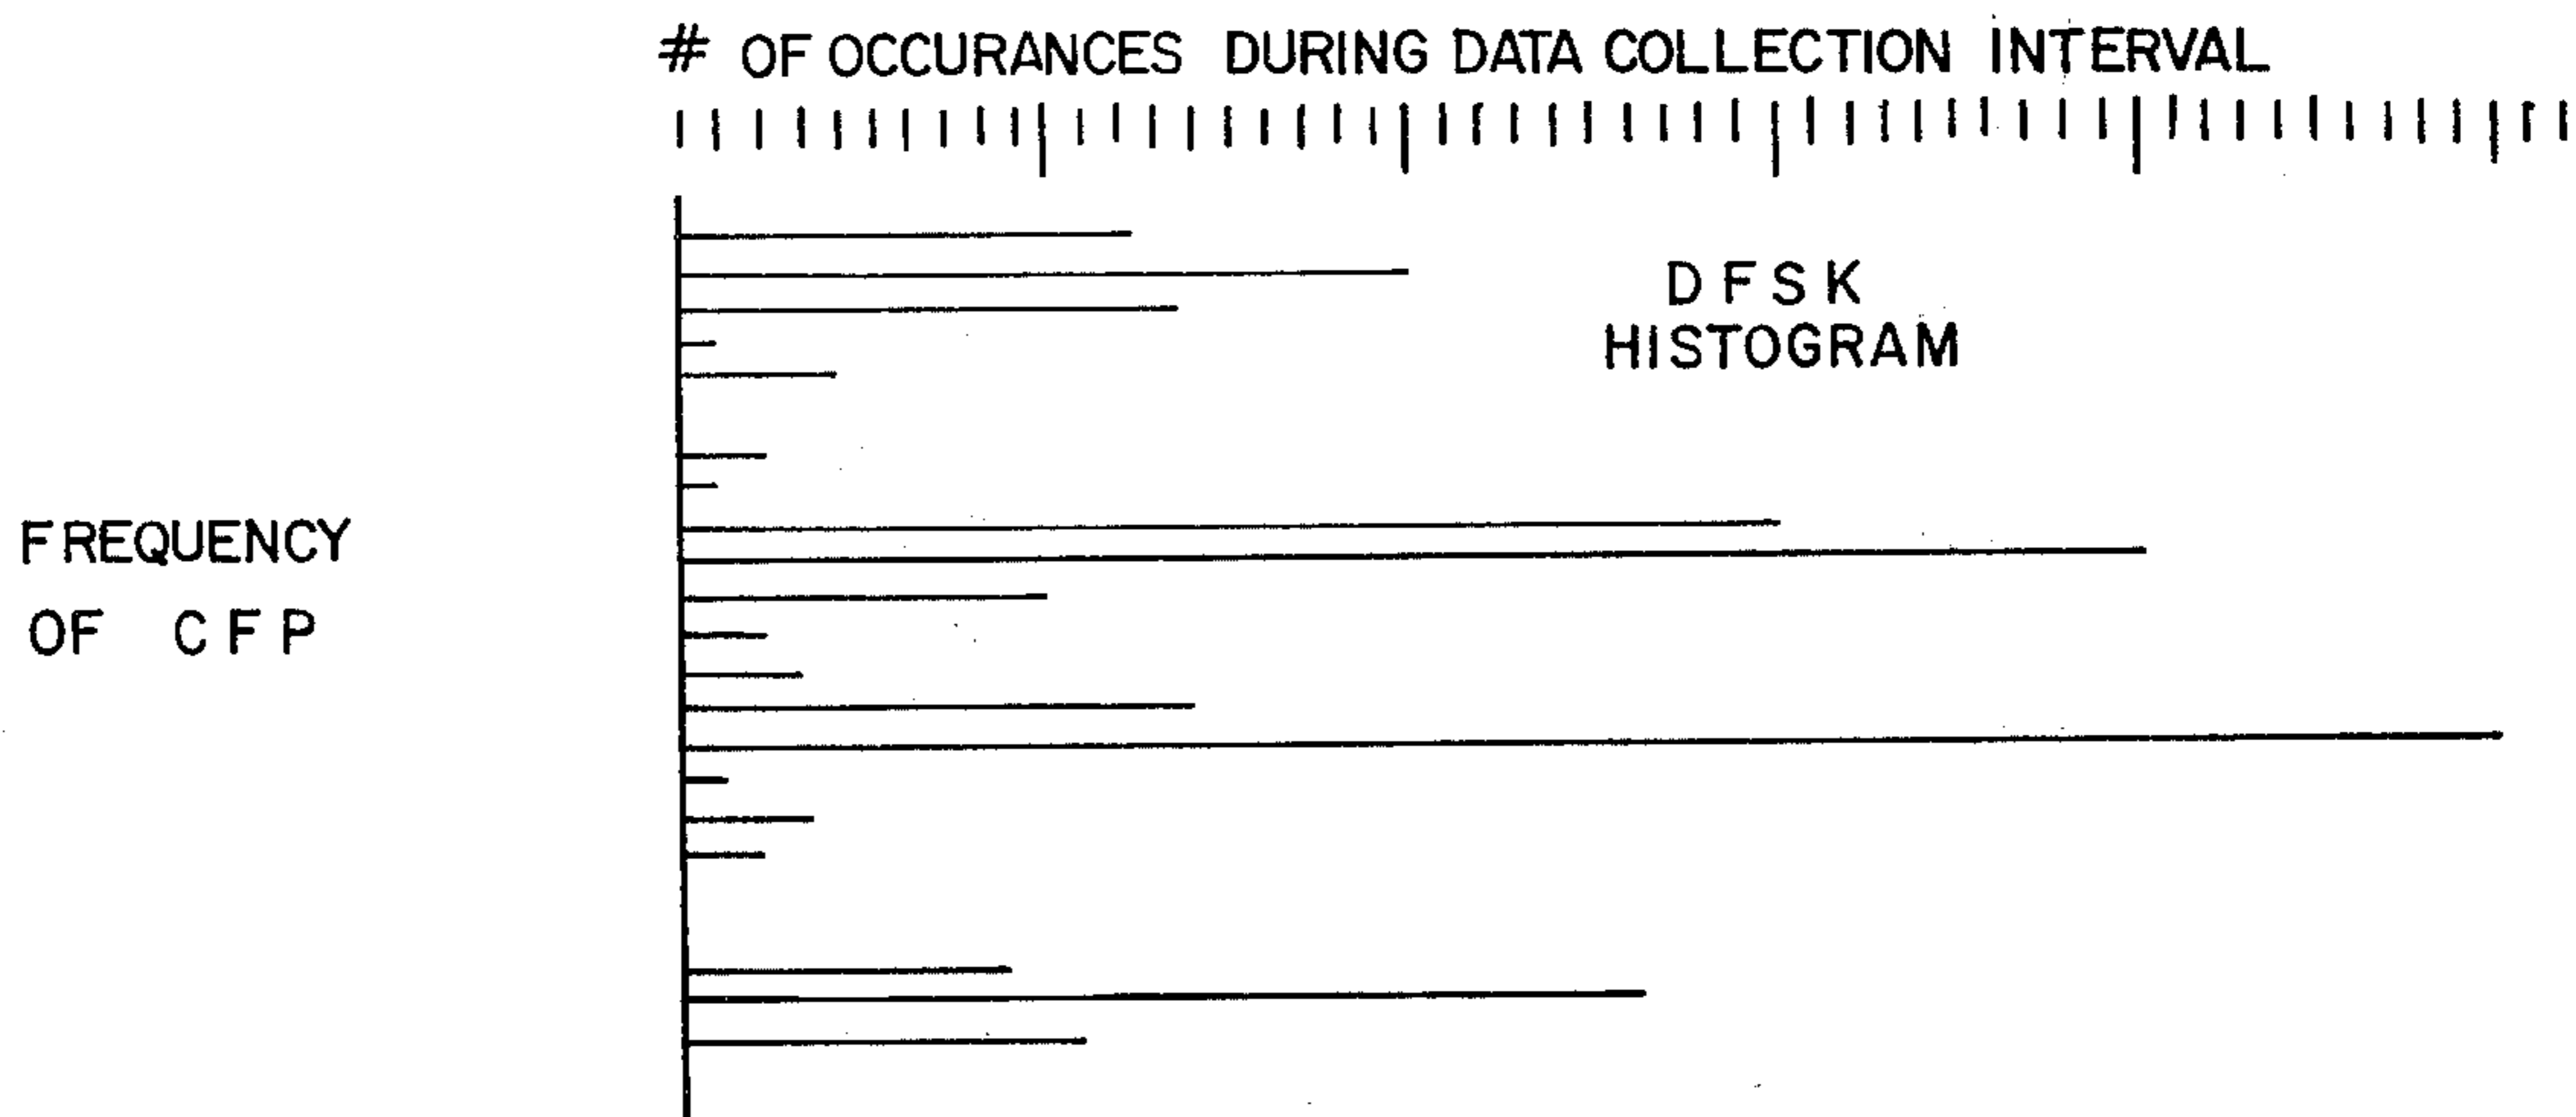 # OF OCCURANCES DURING DATA COLLECTION INTERVAL
DFSK
HISTOGRAM
FREQUENCY
OF CFP